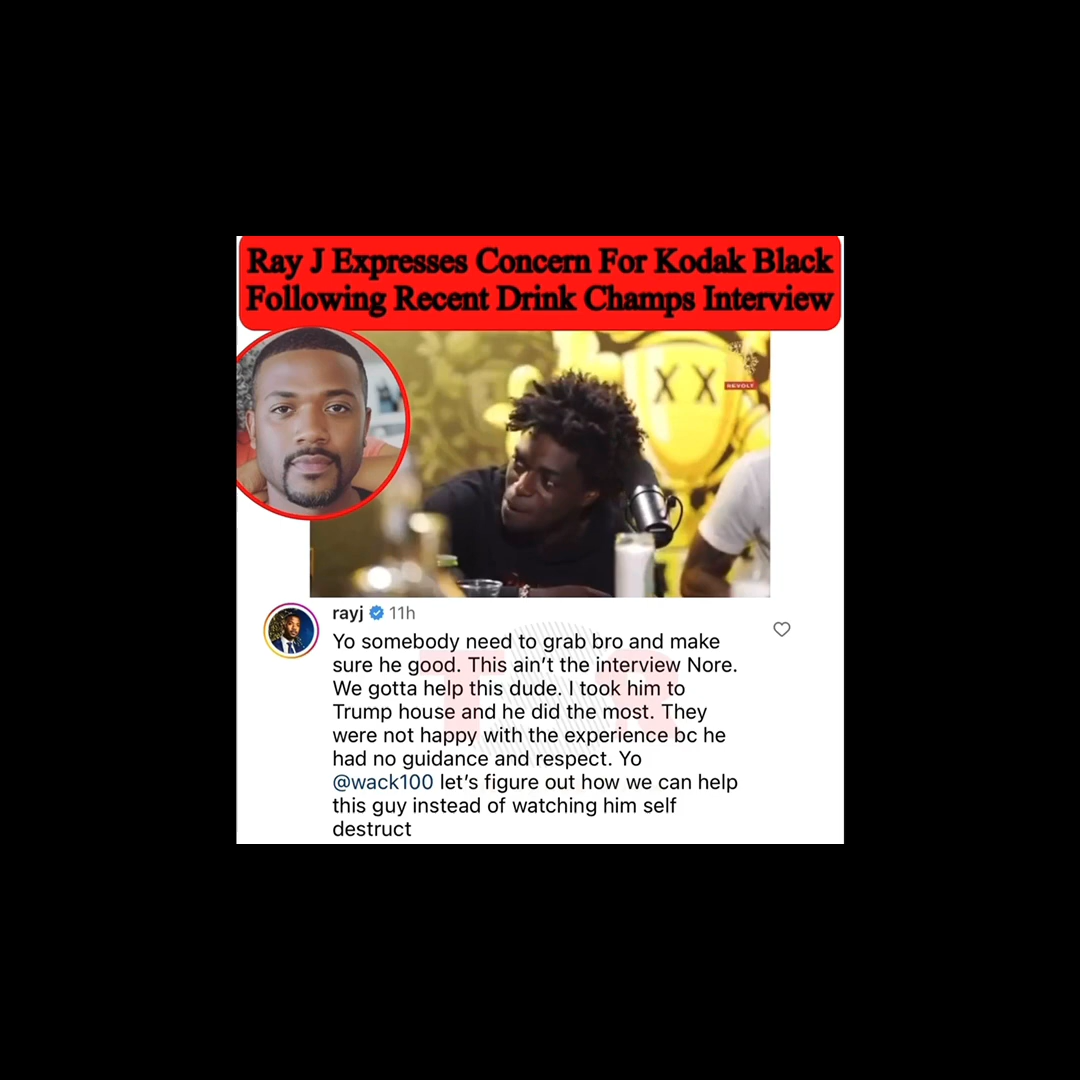 Ray J Expresses Concern For Kodak Black
Following Recent Drink Champs Interview
XX
REVOLT
rayj 11h
Yo somebody need to grab bro and make
sure he good. This ain’t the interview Nore.
We gotta help this dude. I took him to
Trump house and he did the most. They
were not happy with the experience bc he
had no guidance and respect. Yo
@wack100 let’s figure out how we can help
this guy instead of watching him self
destruct
TSR